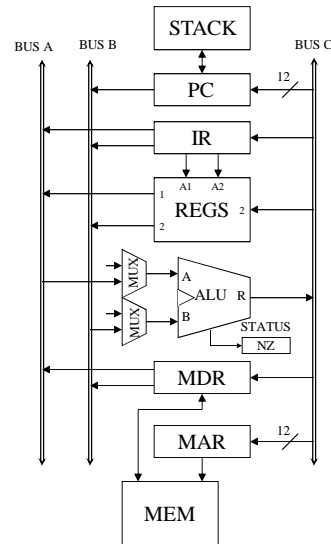 STACK
BUS A
BUS B
BUS C
12
PC
IR
A1 A2
1
REGS
2
2
MUX
A
ALU
R
B
MUX
STATUS
NZ
MDR
12
MAR
MEM